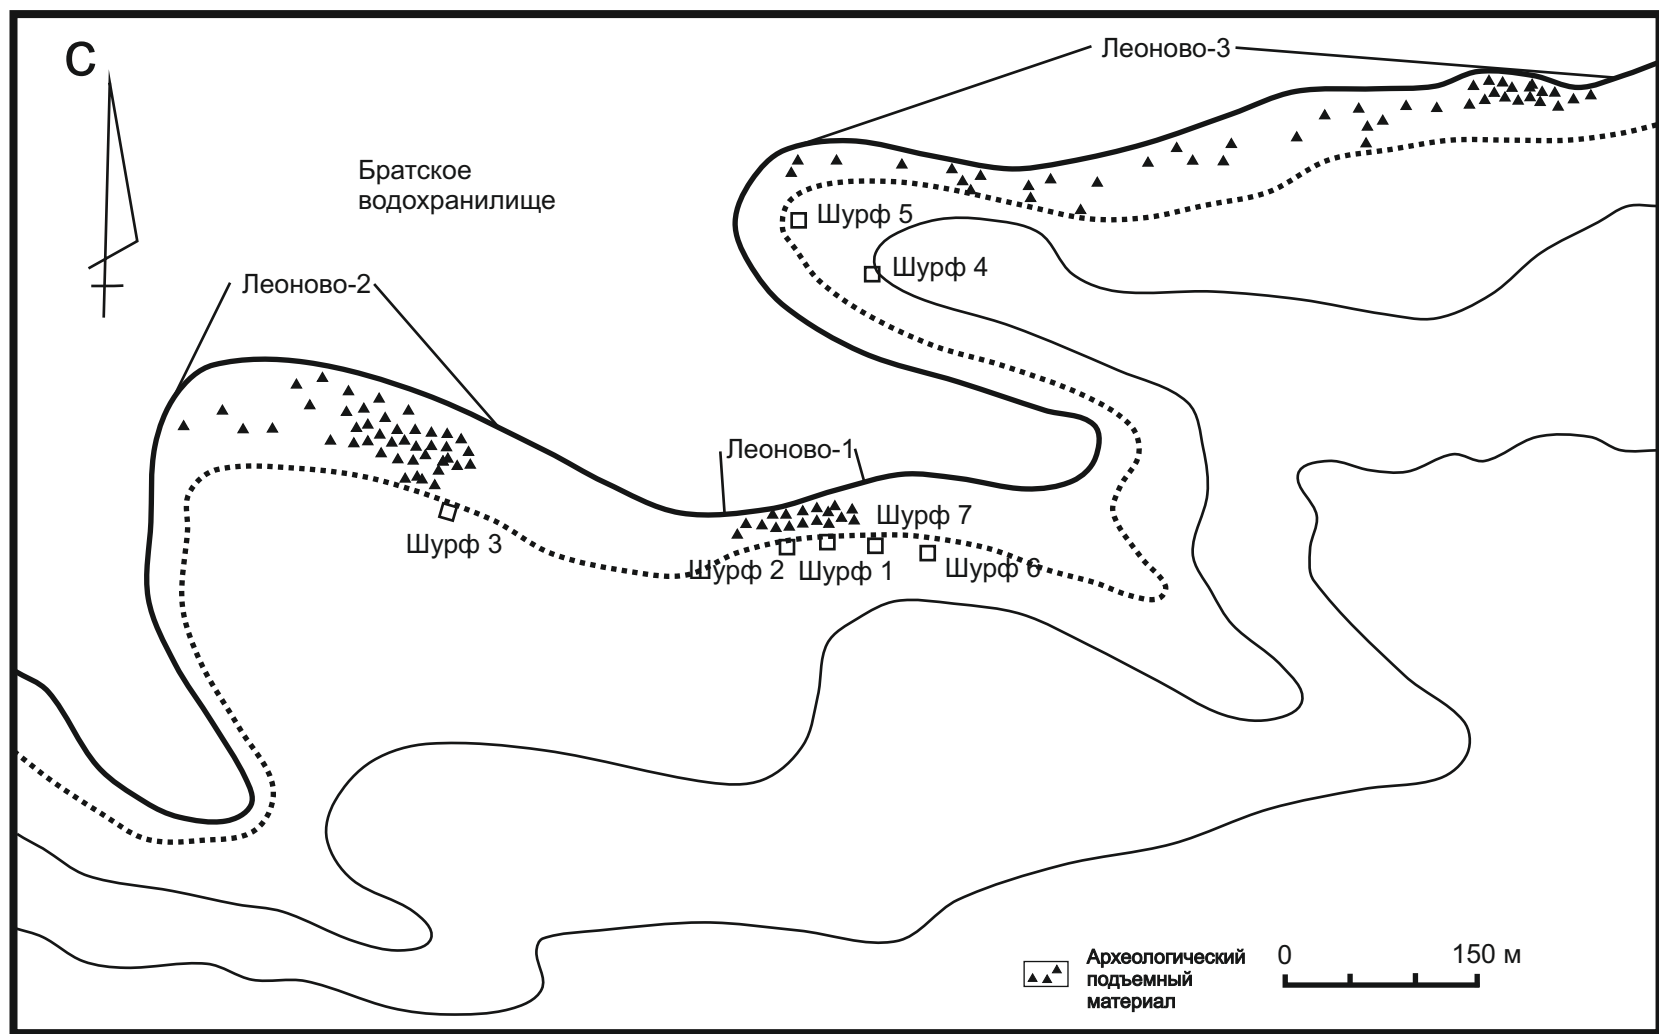 С
Леоново-3
Братское
водохранилище
Шурф 5
Шурф 4
Леоново-2
Леоново-1
Шурф 7
Шурф 3
Шурф 2
Шурф 1
Шурф 6
Археологический
подъемный
материал
0
150 м